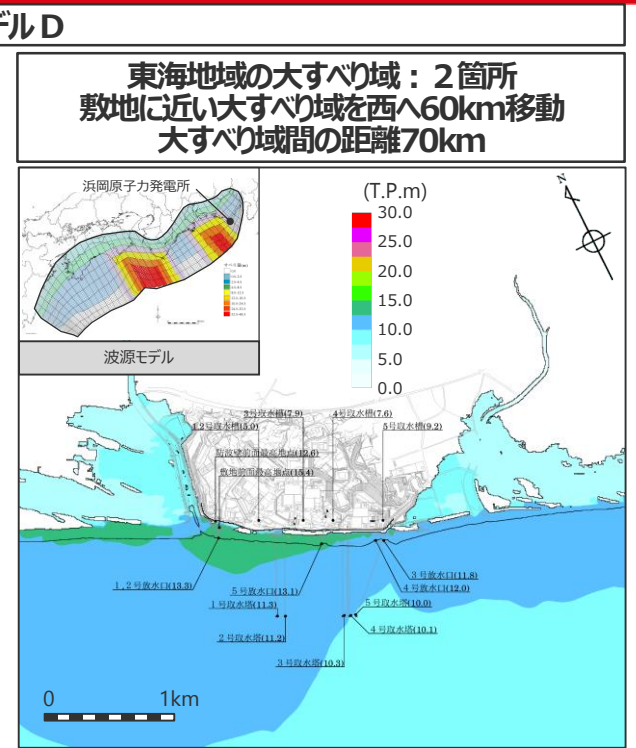 デル D
東海地域の大すべり域：２箇所
敷地に近い大すべり域を西へ60km移動
大すべり域間の距離70km
浜岡原子力発電所
波源モデル
(T.P.m)
30.0
25.0
20.0
15.0
10.0
5.0
0.0
N
3号取水槽(7.9)
4号取水槽(7.6)
1,2号取水槽(5.0)
5号取水槽(9.2)
防波壁前面最高地点(12.6)
敷地前面最高地点(15.4)
1,2号放水口(13.3)
5号放水口(13.1)
3号放水口(11.8)
4号放水口(12.0)
1号取水塔(11.3)
5号取水塔(10.0)
2号取水塔(11.2)
4号取水塔(10.1)
3号取水塔(10.3)
0 1km